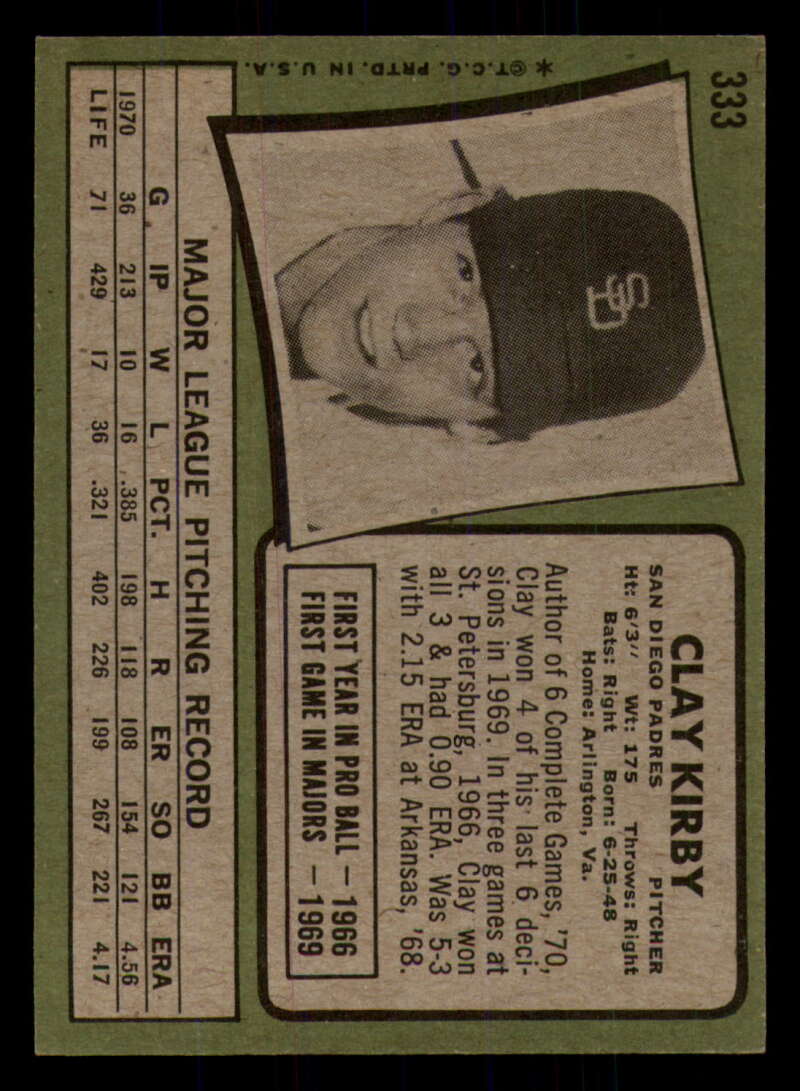 333
*©T.C.G. PRTD. IN U.S.A.
SD
CLAY KIRBY
SAN DIEGO PADRES PITCHER
Ht: 6'3" Wt: 175 Throws: Right
Bats: Right Born: 6-25-48
Home: Arlington, Va.
Author of 6 Complete Games, '70,
Clay won 4 of his last 6 deci-
sions in 1969. In three games at
St. Petersburg, 1966, Clay won
all 3 & had 0.90 ERA. Was 5-3
with 2.15 ERA at Arkansas, '68.
FIRST YEAR IN PRO BALL — 1966
FIRST GAME IN MAJORS — 1969
MAJOR LEAGUE PITCHING RECORD
G IP W L PCT. H R ER SO BB ERA
1970 36 213 10 16 .385 198 118 108 154 121 4.56
LIFE 71 429 17 36 .321 402 226 199 267 221 4.17